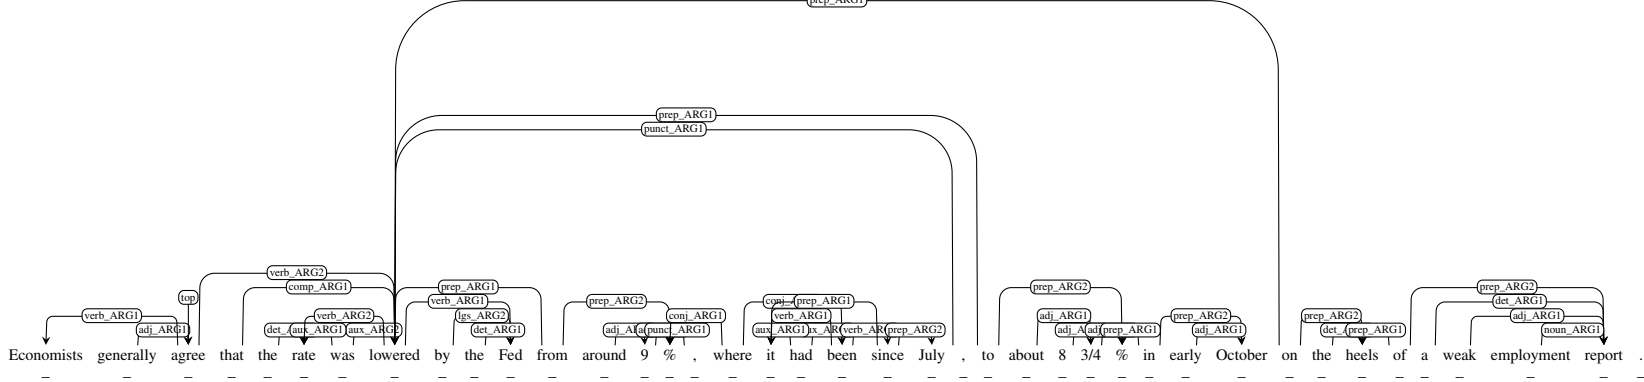 prep_ARG1
prep_ARG1
punct_ARG1
verb_ARG2
comp_ARG1 prep_ARG1 prep_ARG2 prep_ARG2
top verb_ARG1 prep_ARG2 prep_ARG1 det_ARG1
verb_ARG1 verb_ARG2 lgs_ARG2 conj_ARG1 verb_ARG1 adj_ARG1 prep_ARG2 prep_ARG2 adj_ARG1
adj_ARG1 aux_ARG1 aux_ARG2 det_ARG1 punct_ARG1 aux_ARG1 prep_ARG2 prep_ARG1 adj_ARG1 prep_ARG1 noun_ARG1
Economists generally agree that the rate was lowered by the Fed from around 9 % , where it had been since July , to about 8 3/4 % in early October on the heels of a weak employment report .